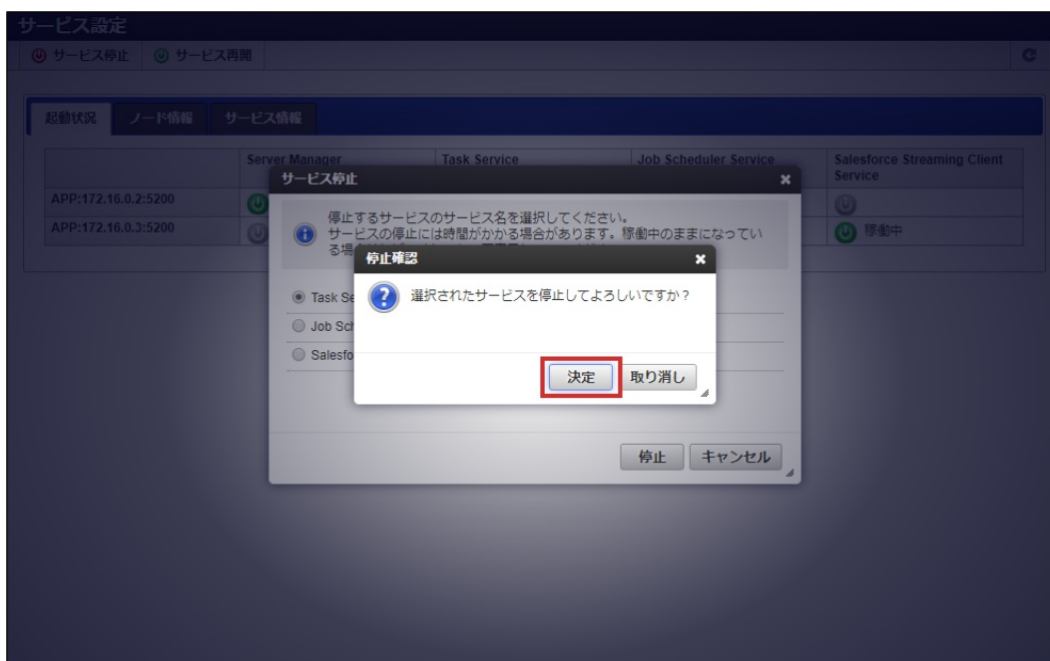 サービス設定
サービス停止 サービス再開
起動状況 ノード情報 サービス情報
Server Manager Task Service Job Scheduler Service Salesforce Streaming Client
Service
サービス停止
APP:172.16.0.2:5200
APP:172.16.0.3:5200 稼働中
停止するサービスのサービス名を選択してください。
サービスの停止には時間がかかる場合があります。稼働中のままになってい
る場
停止確認
選択されたサービスを停止してよろしいですか？
Task Se
Job Sch
Salesfo
決定 取り消し
停止 キャンセル